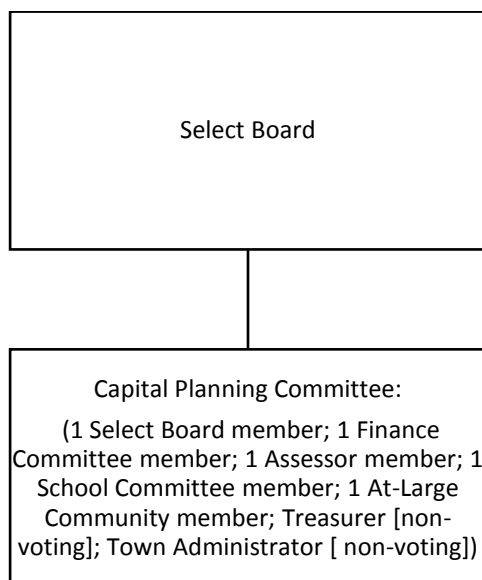 Select Board
Capital Planning Committee:
(1 Select Board member; 1 Finance
Committee member; 1 Assessor member; 1
School Committee member; 1 At-Large
Community member; Treasurer [non-
voting]; Town Administrator [ non-voting])